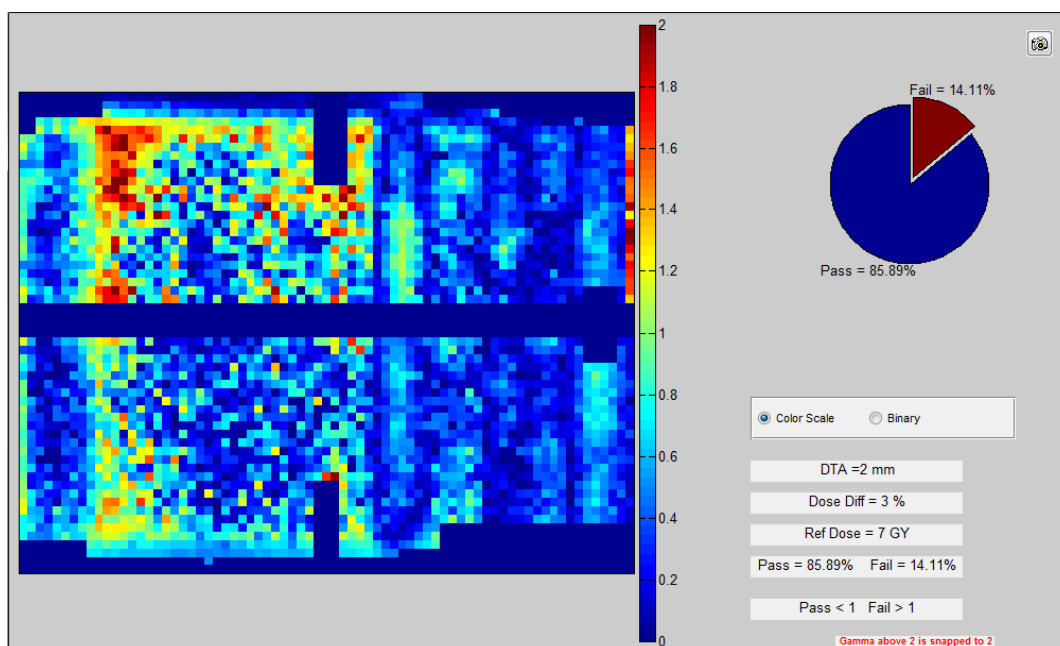 2
1.8
1.6
1.4
1.2
1
0.8
0.6
0.4
0.2
0
Fail = 14.11%
Pass = 85.89%
Color Scale Binary
DTA =2 mm
Dose Diff = 3 %
Ref Dose = 7 GY
Pass = 85.89% Fail = 14.11%
Pass < 1 Fail > 1
Gamma above 2 is snapped to 2